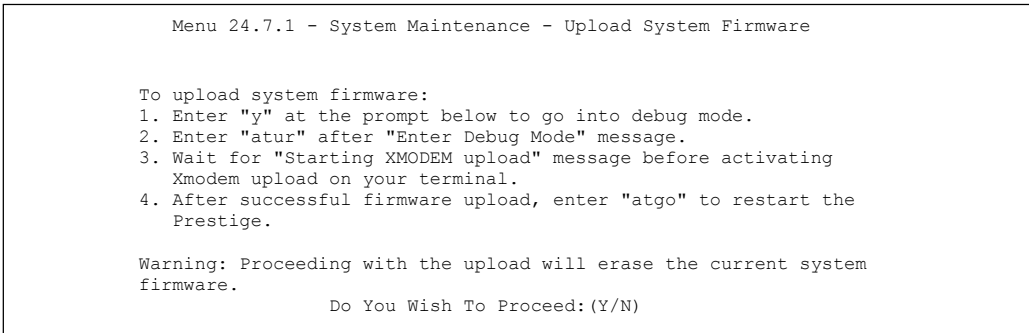 Menu 24.7.1 - System Maintenance - Upload System Firmware
To upload system firmware:
1. Enter "y" at the prompt below to go into debug mode.
2. Enter "atur" after "Enter Debug Mode" message.
3. Wait for "Starting XMODEM upload" message before activating
Xmodem upload on your terminal.
4. After successful firmware upload, enter "atgo" to restart the
Prestige.
Warning: Proceeding with the upload will erase the current system
firmware.
Do You Wish To Proceed:(Y/N)